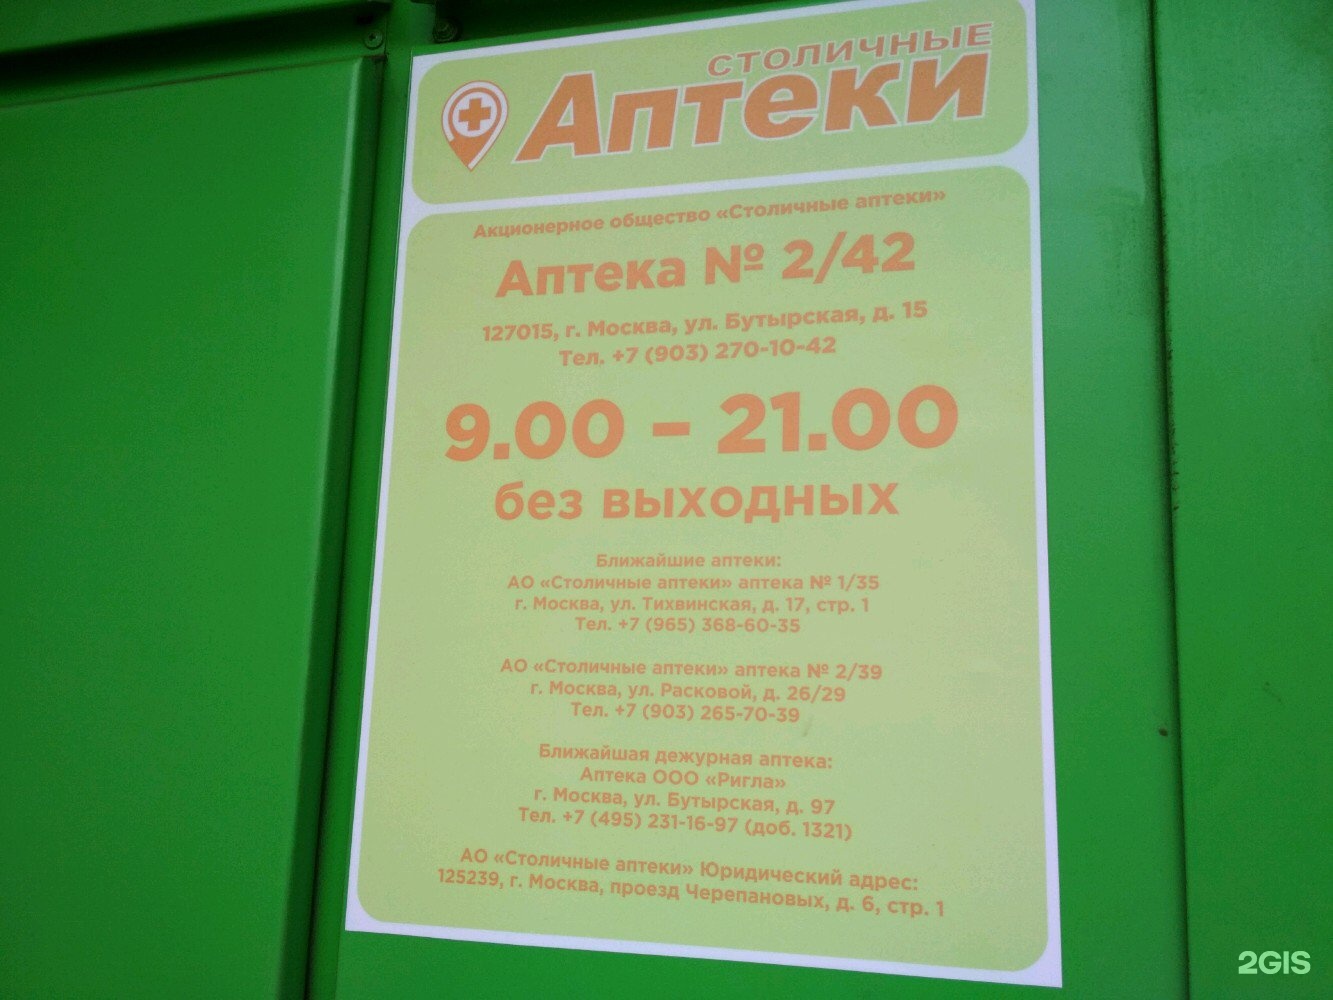 СТОЛИЧНЫЕ
Аптеки
Акционерное общество «Столичные аптеки»
Аптека № 2/42
127015, г. Москва, ул. Бутырская, д. 15
Тел. +7 (903) 270-10-42
9.00 – 21.00
без выходных
Ближайшие аптеки:
АО «Столичные аптеки» аптека № 1/35
г. Москва, ул. Тихвинская, д. 17, стр. 1
Тел. +7 (965) 368-60-35
АО «Столичные аптеки» аптека № 2/39
г. Москва, ул. Расковой, д. 26/29
Тел. +7 (903) 265-70-39
Ближайшая дежурная аптека:
Аптека ООО «Ригла»
г. Москва, ул. Бутырская, д. 97
Тел. +7 (495) 231-16-97 (доб. 1321)
АО «Столичные аптеки» Юридический адрес:
125239, г. Москва, проезд Черепановых, д. 6, стр. 1
2GIS